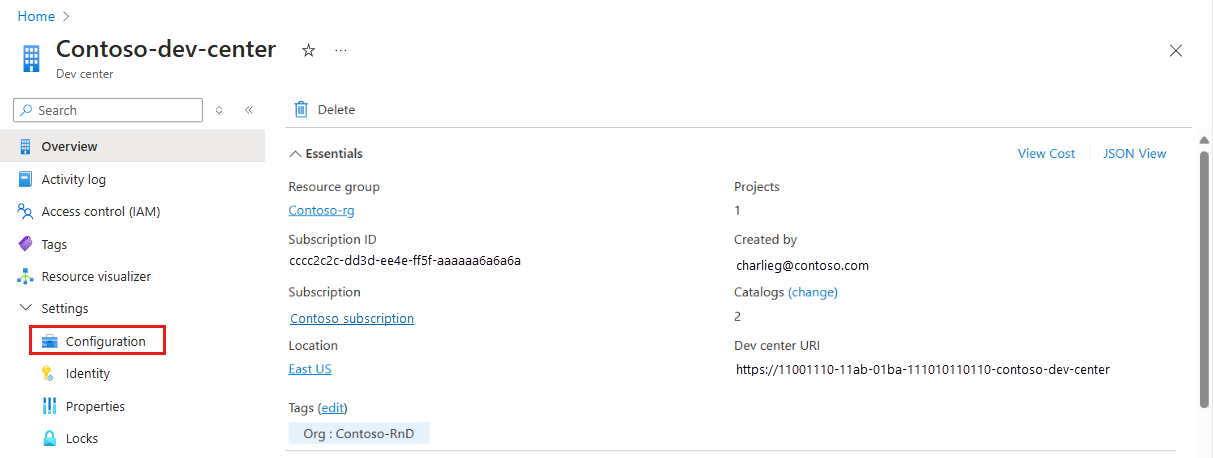 Home
Contoso-dev-center
Dev center
Search
Overview
Activity log
Access control (IAM)
Tags
Resource visualizer
Settings
Configuration
Identity
Properties
Locks
Delete
Essentials
View Cost JSON View
Resource group
Contoso-rg
Subscription ID
cccc2c2c-dd3d-ee4e-ff5f-aaaaaa6a6a6a
Subscription
Contoso subscription
Location
East US
Projects
1
Created by
charlieg@contoso.com
Catalogs (change)
2
Dev center URI
https://11001110-11ab-01ba-111010110110-contoso-dev-center
Tags (edit)
Org : Contoso-RnD